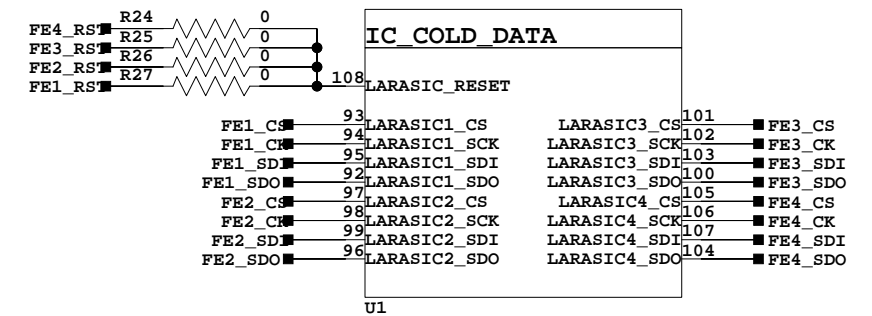 R24 0
FE4_RST
R25 0
FE3_RST
R26 0
FE2_RST
R27 0
FE1_RST
IC_COLD_DATA
108 LARASIC_RESET
FE1_CS 93 LARASIC1_CS LARASIC3_CS 101 FE3_CS
FE1_CK 94 LARASIC1_SCK LARASIC3_SCK 102 FE3_CK
FE1_SDI 95 LARASIC1_SDI LARASIC3_SDI 103 FE3_SDI
FE1_SDO 92 LARASIC1_SDO LARASIC3_SDO 100 FE3_SDO
FE2_CS 97 LARASIC2_CS LARASIC4_CS 105 FE4_CS
FE2_CK 98 LARASIC2_SCK LARASIC4_SCK 106 FE4_CK
FE2_SDI 99 LARASIC2_SDI LARASIC4_SDI 107 FE4_SDI
FE2_SDO 96 LARASIC2_SDO LARASIC4_SDO 104 FE4_SDO
U1